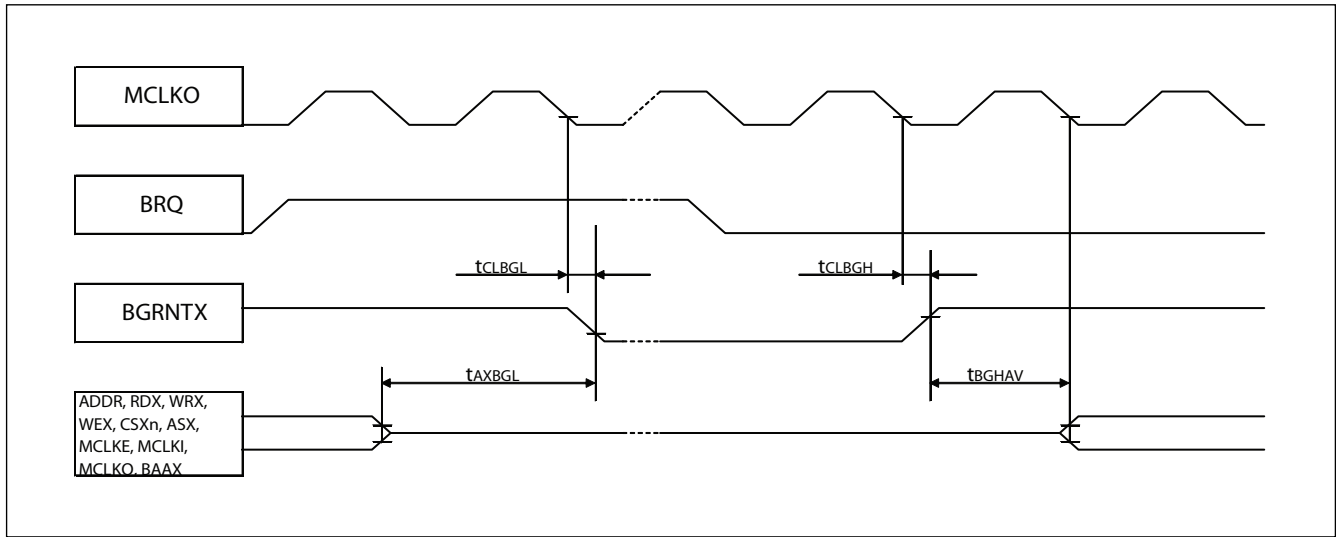 MCLKO
BRQ
tCLBGL
tCLBGH
BGRNTX
tAXBGL
tBGHAV
ADDR, RDX, WRX,
WEX, CSXn, ASX,
MCLKE, MCLKI,
MCLKO, BAAX